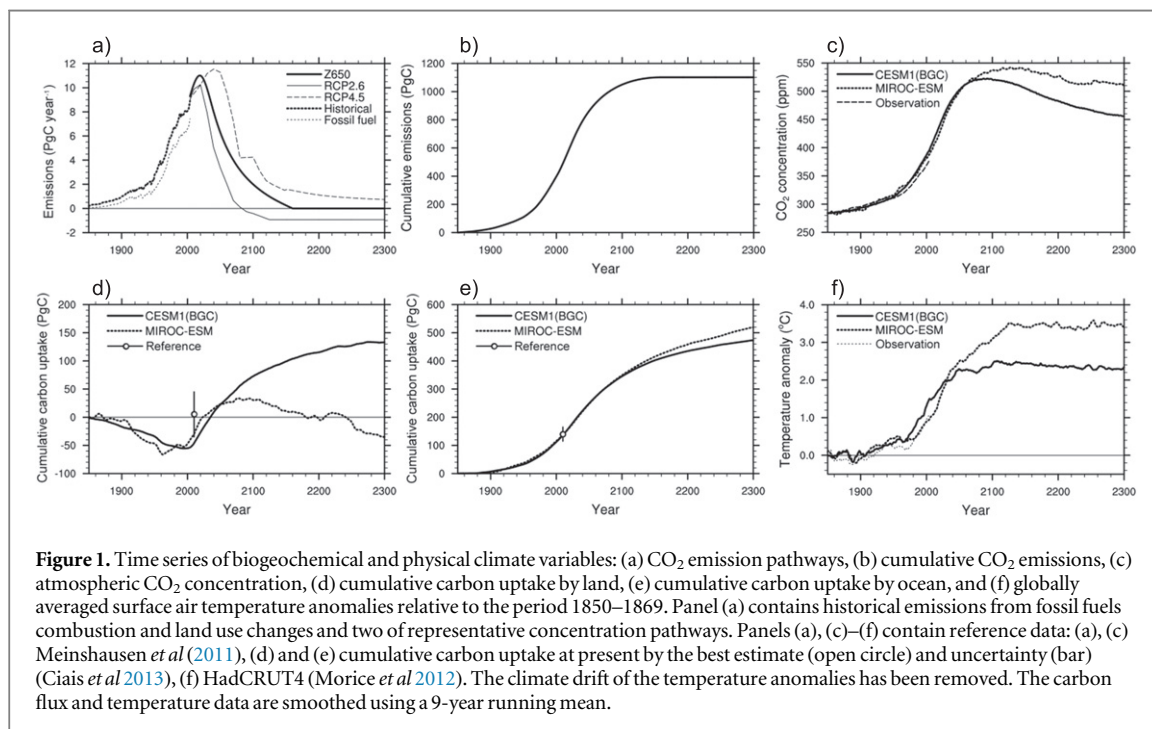 a)
12
10
8
6
4
2
0
-2
Emissions (PgC year⁻¹)
Z650
RCP2.6
RCP4.5
Historical
Fossil fuel
1900 2000 2100 2200 2300
Year
b)
1200
1000
800
600
400
200
0
Cumulative emissions (PgC)
1900 2000 2100 2200 2300
Year
c)
550
500
450
400
350
300
250
CO₂ concentration (ppm)
CESM1(BGC)
MIROC-ESM
Observation
1900 2000 2100 2200 2300
Year
d)
200
150
100
50
0
-50
-100
Cumulative carbon uptake (PgC)
CESM1(BGC)
MIROC-ESM
Reference
1900 2000 2100 2200 2300
Year
e)
600
500
400
300
200
100
0
Cumulative carbon uptake (PgC)
CESM1(BGC)
MIROC-ESM
Reference
1900 2000 2100 2200 2300
Year
f)
4.0
3.0
2.0
1.0
0.0
Temperature anomaly (°C)
CESM1(BGC)
MIROC-ESM
Observation
1900 2000 2100 2200 2300
Year
Figure 1. Time series of biogeochemical and physical climate variables: (a) CO₂ emission pathways, (b) cumulative CO₂ emissions, (c)
atmospheric CO₂ concentration, (d) cumulative carbon uptake by land, (e) cumulative carbon uptake by ocean, and (f) globally
averaged surface air temperature anomalies relative to the period 1850–1869. Panel (a) contains historical emissions from fossil fuels
combustion and land use changes and two of representative concentration pathways. Panels (a), (c)–(f) contain reference data: (a), (c)
Meinshausen et al (2011), (d) and (e) cumulative carbon uptake at present by the best estimate (open circle) and uncertainty (bar)
(Ciais et al 2013), (f) HadCRUT4 (Morice et al 2012). The climate drift of the temperature anomalies has been removed. The carbon
flux and temperature data are smoothed using a 9-year running mean.